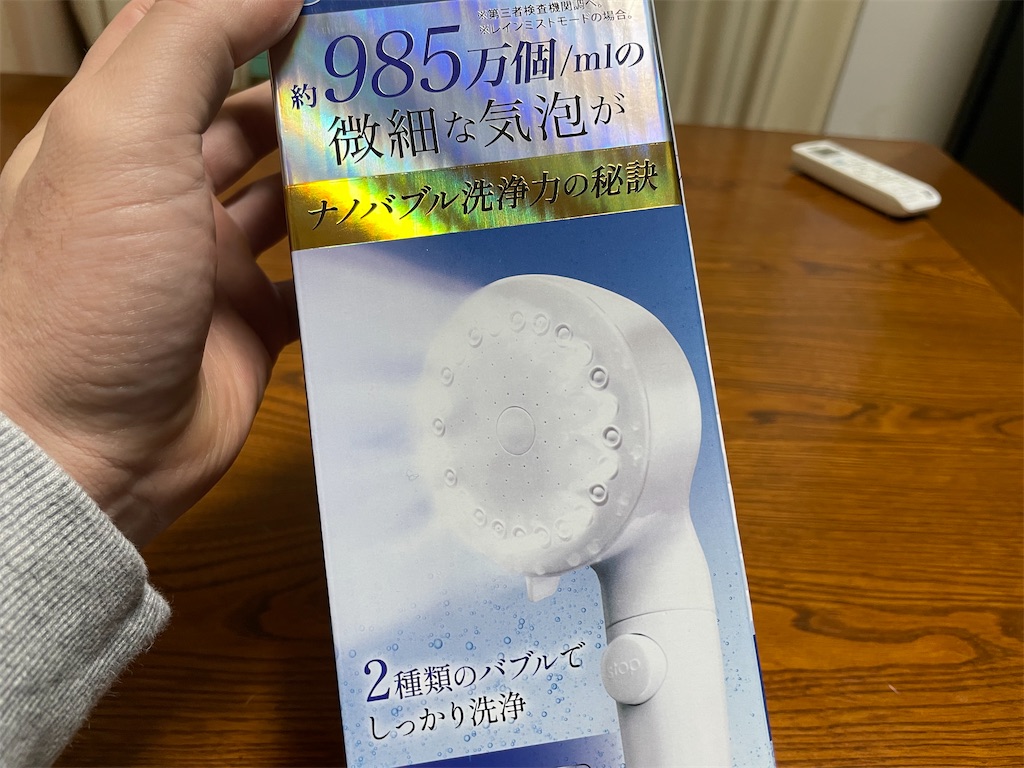 ※第三者検査機関調べ。
※レインミストモードの場合。
約985万個/mlの
微細な気泡が
ナノバブル洗浄力の秘訣
stop
2種類のバブルで
しっかり洗浄